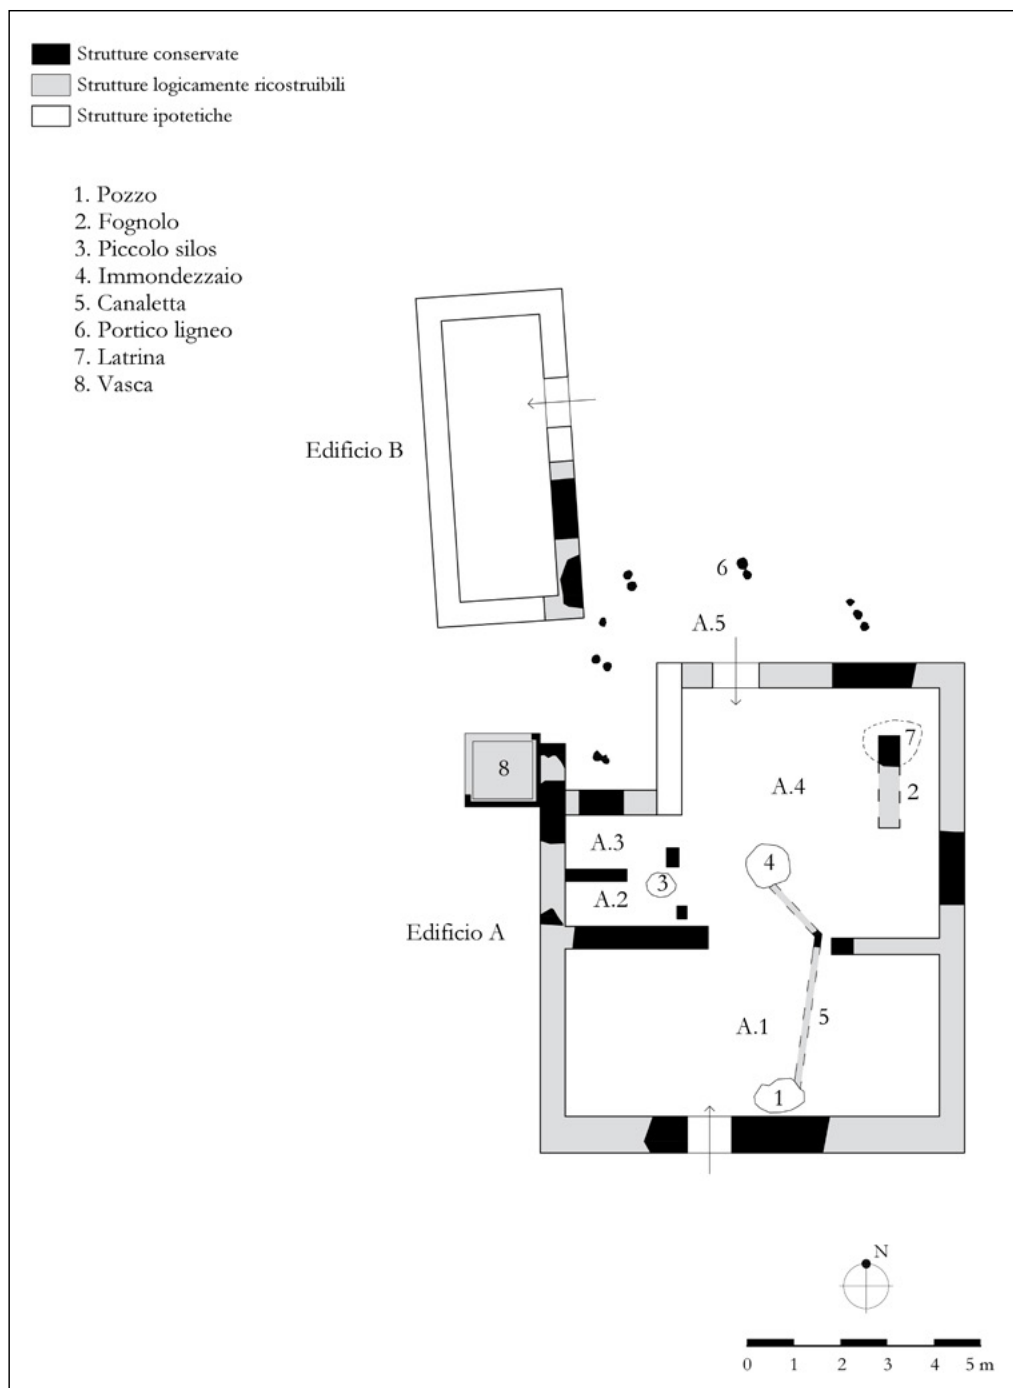 Strutture conservate
Strutture logicamente ricostruibili
Strutture ipotetiche
1. Pozzo
2. Fognolo
3. Piccolo silos
4. Immondezzaio
5. Canaletta
6. Portico ligneo
7. Latrina
8. Vasca
Edificio B
6
A.5
7
8
A.4
2
A.3
4
3
A.2
Edificio A
A.1
5
1
N
0 1 2 3 4 5 m